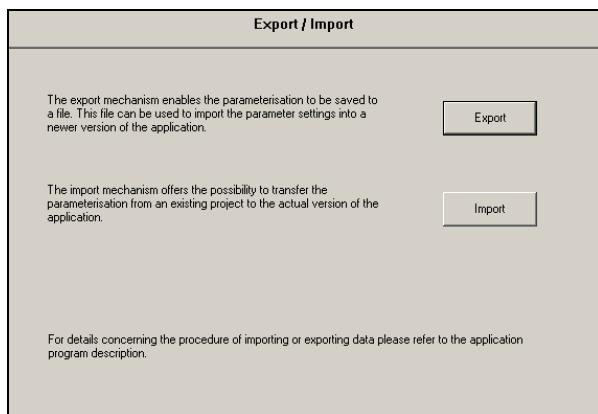 Export / Import
The export mechanism enables the parameterisation to be saved to
a file. This file can be used to import the parameter settings into a
newer version of the application.
Export
The import mechanism offers the possibility to transfer the
parameterisation from an existing project to the actual version of the
application.
Import
For details concerning the procedure of importing or exporting data please refer to the application
program description.